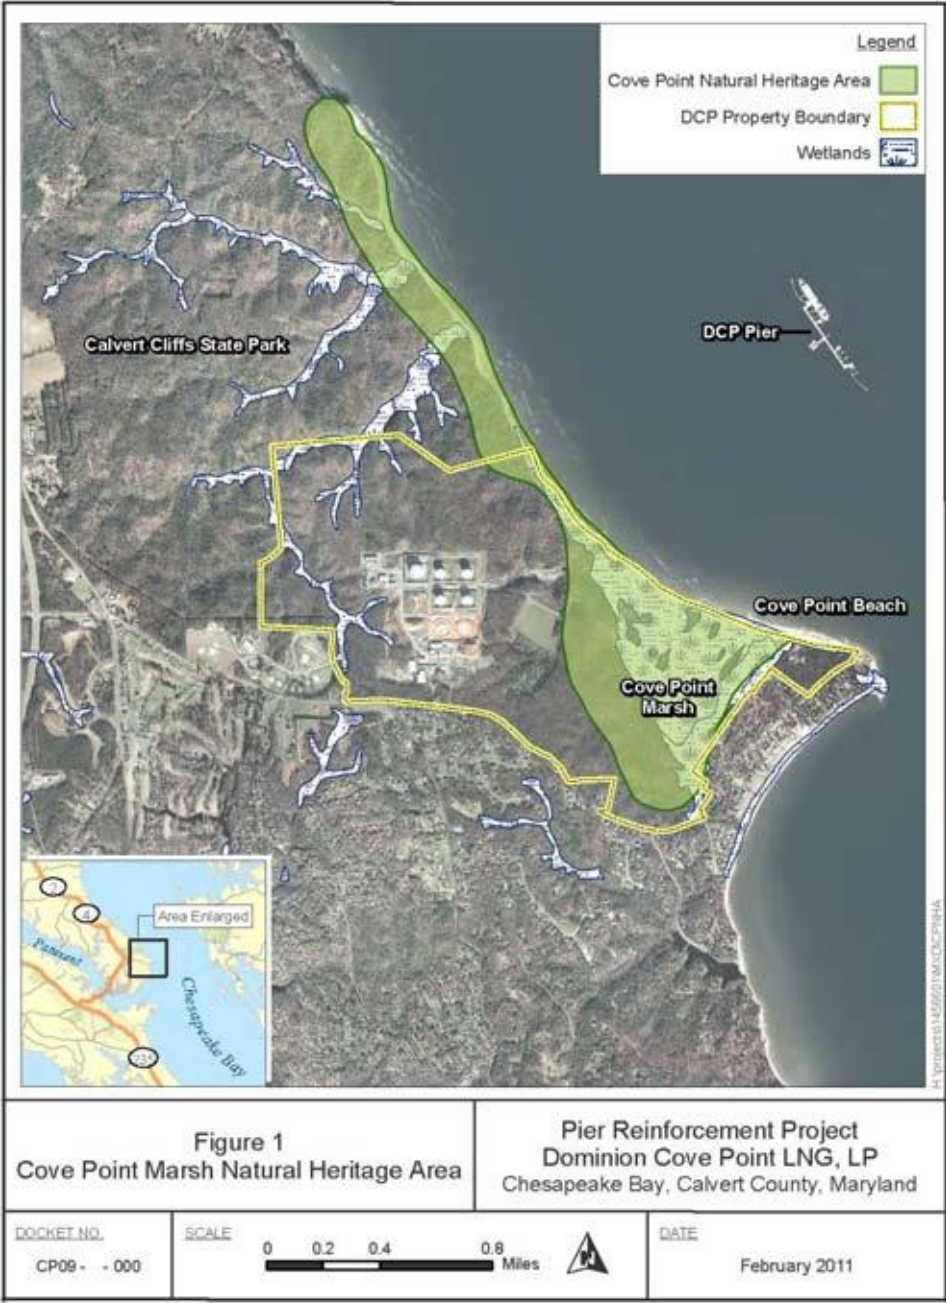 Legend
Cove Point Natural Heritage Area
DCP Property Boundary
Wetlands
DCP Pier
Calvert Cliffs State Park
Cove Point Beach
Cove Point
Marsh
2
4
Area Enlarged
Patuxent
Chesapeake Bay
235
Figure 1
Cove Point Marsh Natural Heritage Area
Pier Reinforcement Project
Dominion Cove Point LNG, LP
Chesapeake Bay, Calvert County, Maryland
DOCKET NO.
CP09 - - 000
SCALE
0 0.2 0.4 0.8
Miles
N
DATE
February 2011